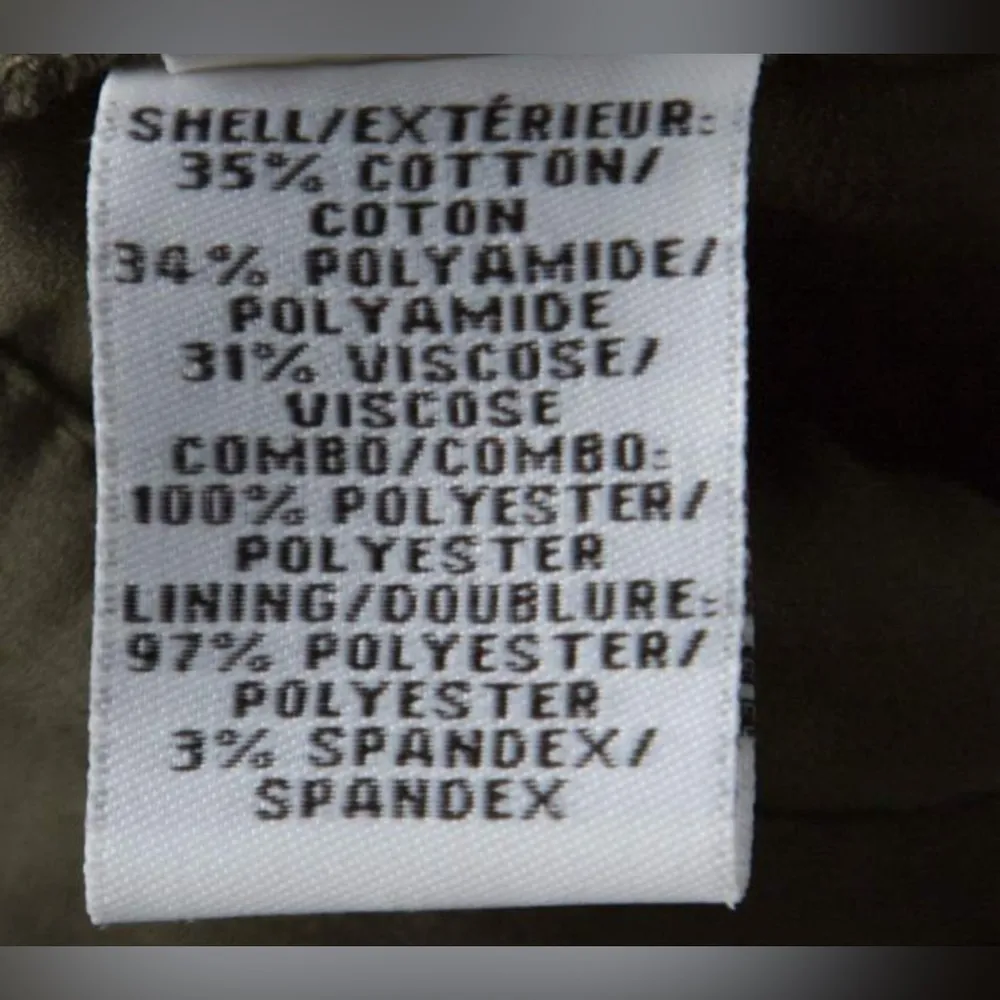 SHELL/EXTÉRIEUR:
35% COTTON/
COTON
34% POLYAMIDE/
POLYAMIDE
31% VISCOSE/
VISCOSE
COMBO/COMBO:
100% POLYESTER/
POLYESTER
LINING/DOUBLURE:
97% POLYESTER/
POLYESTER
3% SPANDEX/
SPANDEX